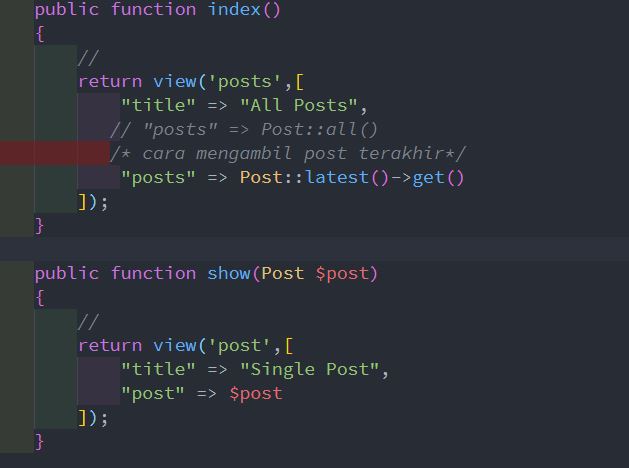 public function index()
{
//
return view('posts',[
"title" => "All Posts",
// "posts" => Post::all()
/* cara mengambil post terakhir*/
"posts" => Post::latest()->get()
]);
}
public function show(Post $post)
{
//
return view('post',[
"title" => "Single Post",
"post" => $post
]);
}